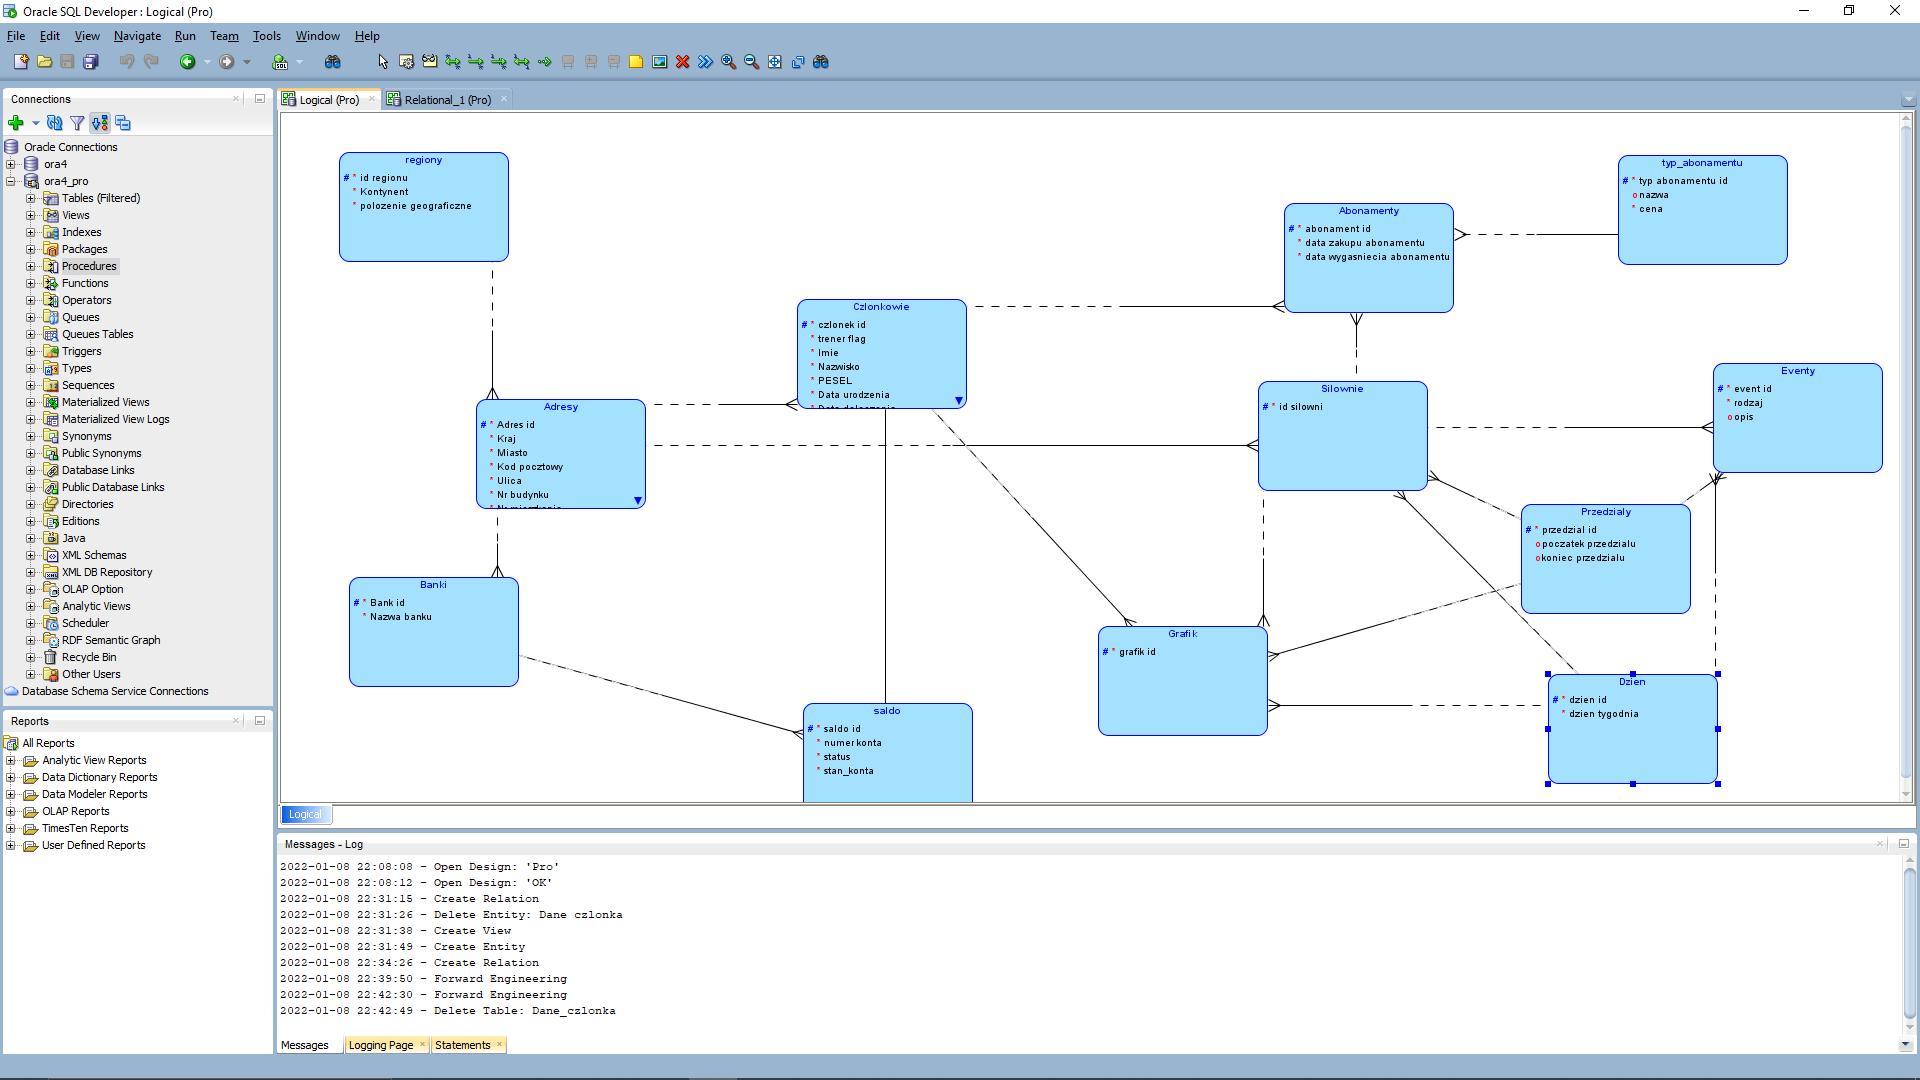 Oracle SQL Developer : Logical (Pro)
File Edit View Navigate Run Team Tools Window Help
Connections
Oracle Connections
ora4
ora4_pro
Tables (Filtered)
Views
Indexes
Packages
Procedures
Functions
Operators
Queues
Queues Tables
Triggers
Types
Sequences
Materialized Views
Materialized View Logs
Synonyms
Public Synonyms
Database Links
Public Database Links
Directories
Editions
Java
XML Schemas
XML DB Repository
OLAP Option
Analytic Views
Scheduler
RDF Semantic Graph
Recycle Bin
Other Users
Database Schema Service Connections
Reports
All Reports
Analytic View Reports
Data Dictionary Reports
Data Modeler Reports
OLAP Reports
TimesTen Reports
User Defined Reports
Logical (Pro)
Relational_1 (Pro)
regiony
# * id regionu
* Kontynent
* polozenie geograficzne
typ_abonamentu
# * typ abonamentu id
o nazwa
* cena
Abonamenty
# * abonament id
* data zakupu abonamentu
* data wygasniecia abonamentu
Czlonkowie
# * czlonek id
* trener flag
* Imie
* Nazwisko
* PESEL
* Data urodzenia
Eventy
# * event id
* rodzaj
o opis
Silownie
# * id silowni
Adresy
# * Adres id
* Kraj
* Miasto
* Kod pocztowy
* Ulica
* Nr budynku
Przedzialy
# * przedzial id
o poczatek przedzialu
o koniec przedzialu
Banki
# * Bank id
* Nazwa banku
Grafik
# * grafik id
Dzien
# * dzien id
* dzien tygodnia
saldo
# * saldo id
* numer konta
* status
* stan_konta
Logical
Messages - Log
2022-01-08 22:08:08 - Open Design: 'Pro'
2022-01-08 22:08:12 - Open Design: 'OK'
2022-01-08 22:31:15 - Create Relation
2022-01-08 22:31:26 - Delete Entity: Dane czlonka
2022-01-08 22:31:38 - Create View
2022-01-08 22:31:49 - Create Entity
2022-01-08 22:34:26 - Create Relation
2022-01-08 22:39:50 - Forward Engineering
2022-01-08 22:42:30 - Forward Engineering
2022-01-08 22:42:49 - Delete Table: Dane_czlonka
Messages
Logging Page
Statements